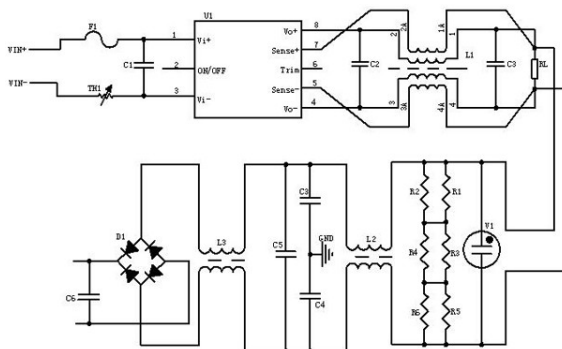 F1
U1
VIN+
VIN-
C1
TH1
1
2
3
Vi+
ON/OFF
Vi-
Vo+
Sense+
Trim
Sense-
Vo-
8
7
6
5
4
C2
2
2A
1A
1
L1
3
3A
4A
4
C3
RL
D1
C6
L3
C5
C3
GND
C4
L2
R2
R1
R4
R3
R6
R5
V1